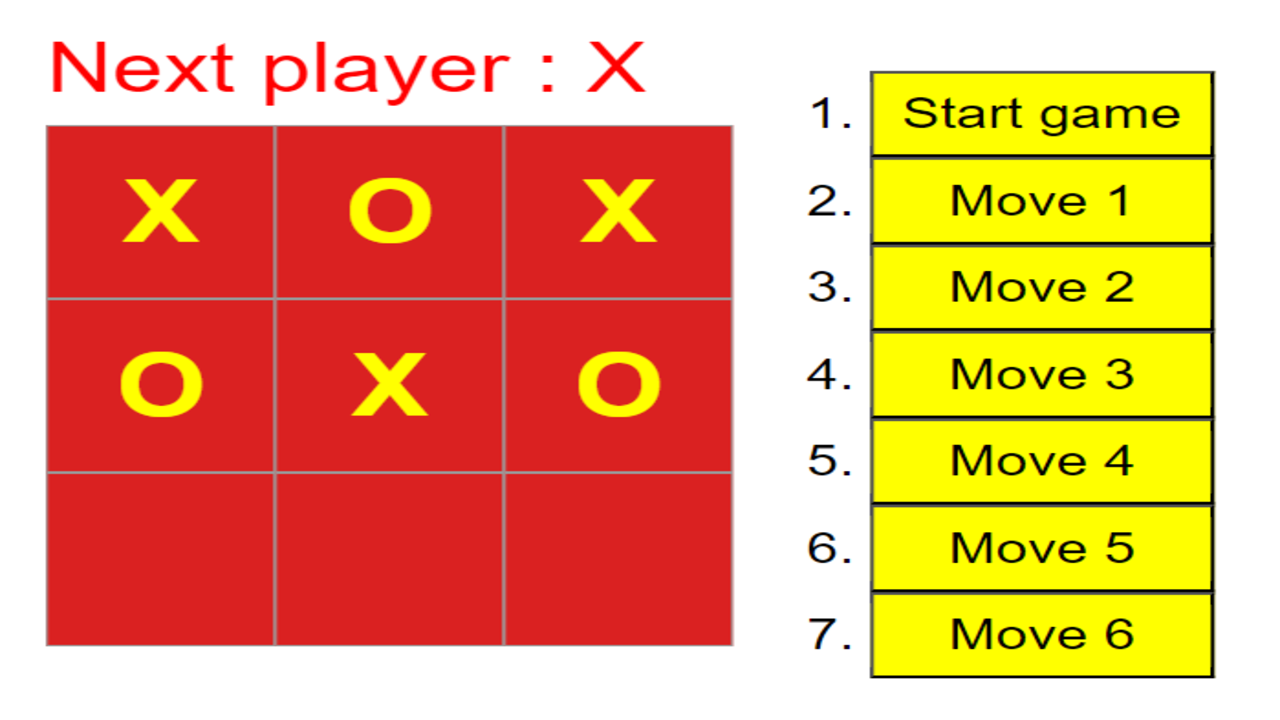 Next player : X
X O X
O X O
1. Start game
2. Move 1
3. Move 2
4. Move 3
5. Move 4
6. Move 5
7. Move 6